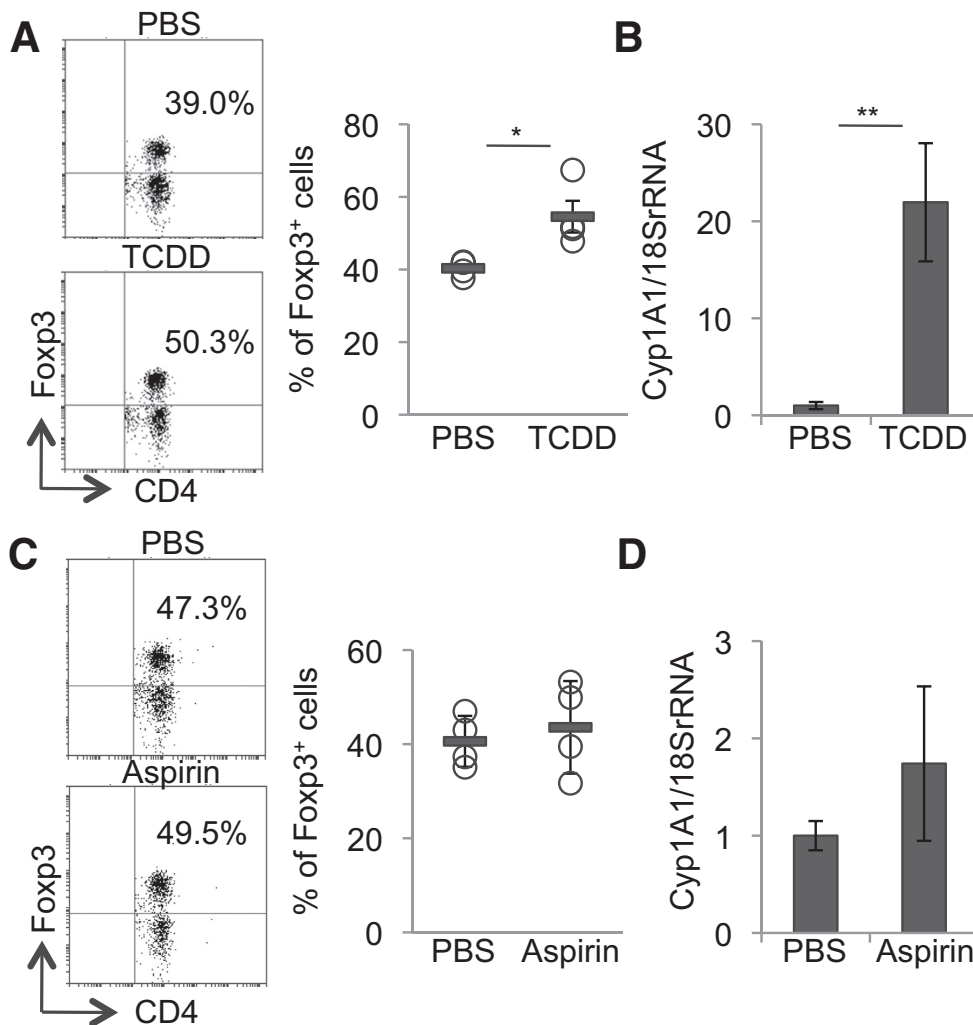 A
PBS
39.0%
TCDD
50.3%
Foxp3
CD4
% of Foxp3⁺ cells
80
60
40
20
0
*
PBS TCDD
B
Cyp1A1/18SrRNA
30
20
10
0
**
PBS TCDD
C
PBS
47.3%
Aspirin
49.5%
Foxp3
CD4
% of Foxp3⁺ cells
60
40
20
0
PBS Aspirin
D
Cyp1A1/18SrRNA
3
2
1
0
PBS Aspirin